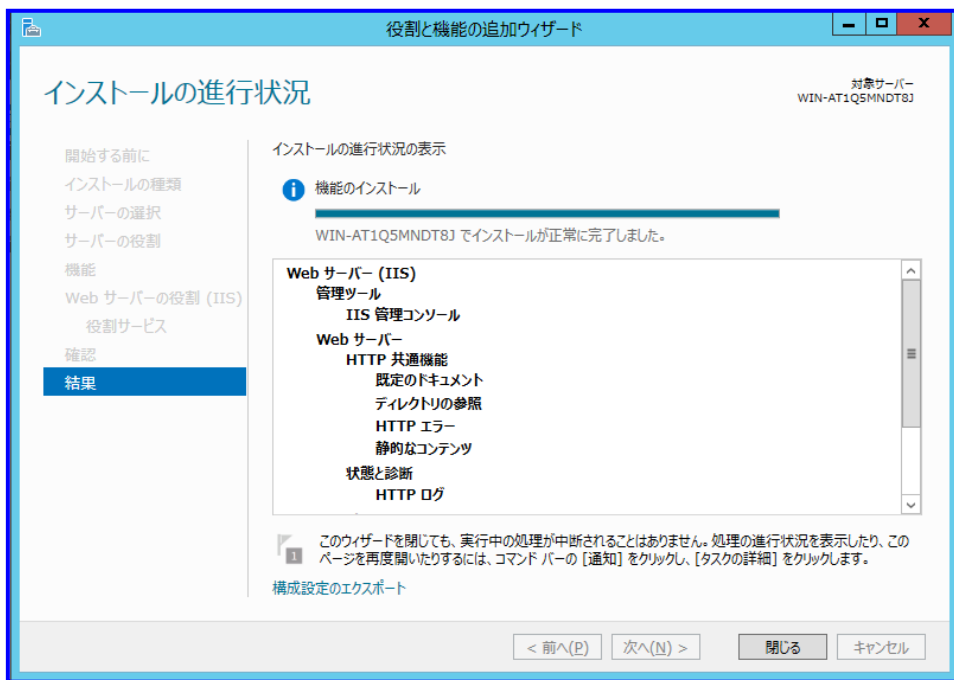 役割と機能の追加ウィザード
インストールの進行状況
対象サーバー
WIN-AT1Q5MNDT8J
開始する前に
インストールの種類
サーバーの選択
サーバーの役割
機能
Web サーバーの役割 (IIS)
役割サービス
確認
結果
インストールの進行状況の表示
機能のインストール
WIN-AT1Q5MNDT8J でインストールが正常に完了しました。
Web サーバー (IIS)
管理ツール
IIS 管理コンソール
Web サーバー
HTTP 共通機能
既定のドキュメント
ディレクトリの参照
HTTP エラー
静的なコンテンツ
状態と診断
HTTP ログ
1
このウィザードを閉じても、実行中の処理が中断されることはありません。処理の進行状況を表示したり、この
ページを再度開いたりするには、コマンド バーの [通知] をクリックし、[タスクの詳細] をクリックします。
構成設定のエクスポート
< 前へ(P)
次へ(N) >
閉じる
キャンセル